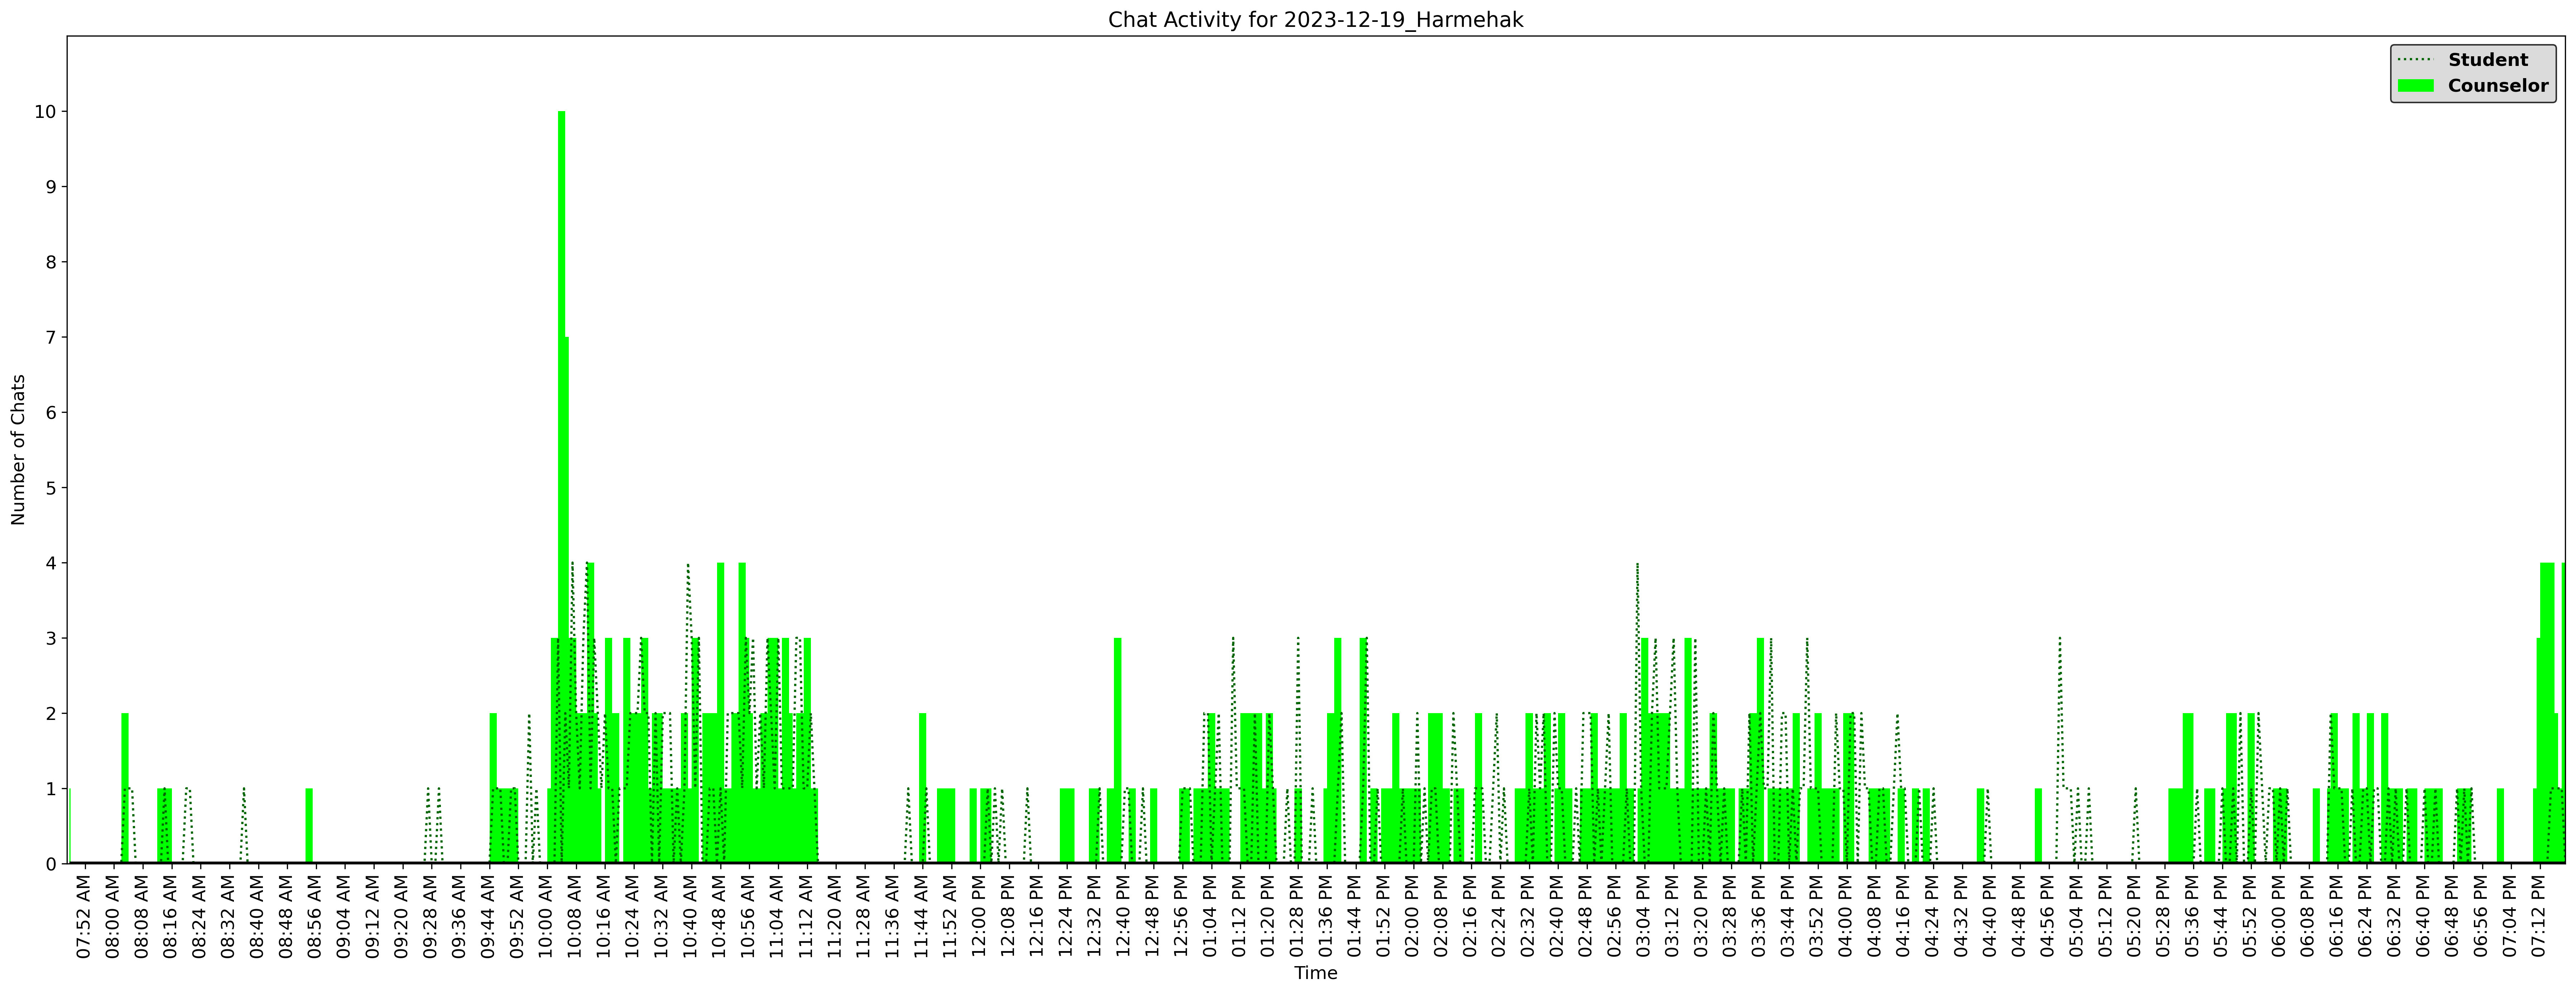 Chat Activity for 2023-12-19_Harmehak
Student
Counselor
Number of Chats
10
9
8
7
6
5
4
3
2
1
0
07:52 AM
08:00 AM
08:08 AM
08:16 AM
08:24 AM
08:32 AM
08:40 AM
08:48 AM
08:56 AM
09:04 AM
09:12 AM
09:20 AM
09:28 AM
09:36 AM
09:44 AM
09:52 AM
10:00 AM
10:08 AM
10:16 AM
10:24 AM
10:32 AM
10:40 AM
10:48 AM
10:56 AM
11:04 AM
11:12 AM
11:20 AM
11:28 AM
11:36 AM
11:44 AM
11:52 AM
12:00 PM
12:08 PM
12:16 PM
12:24 PM
12:32 PM
12:40 PM
12:48 PM
12:56 PM
01:04 PM
01:12 PM
01:20 PM
01:28 PM
01:36 PM
01:44 PM
01:52 PM
02:00 PM
02:08 PM
02:16 PM
02:24 PM
02:32 PM
02:40 PM
02:48 PM
02:56 PM
03:04 PM
03:12 PM
03:20 PM
03:28 PM
03:36 PM
03:44 PM
03:52 PM
04:00 PM
04:08 PM
04:16 PM
04:24 PM
04:32 PM
04:40 PM
04:48 PM
04:56 PM
05:04 PM
05:12 PM
05:20 PM
05:28 PM
05:36 PM
05:44 PM
05:52 PM
06:00 PM
06:08 PM
06:16 PM
06:24 PM
06:32 PM
06:40 PM
06:48 PM
06:56 PM
07:04 PM
07:12 PM
Time